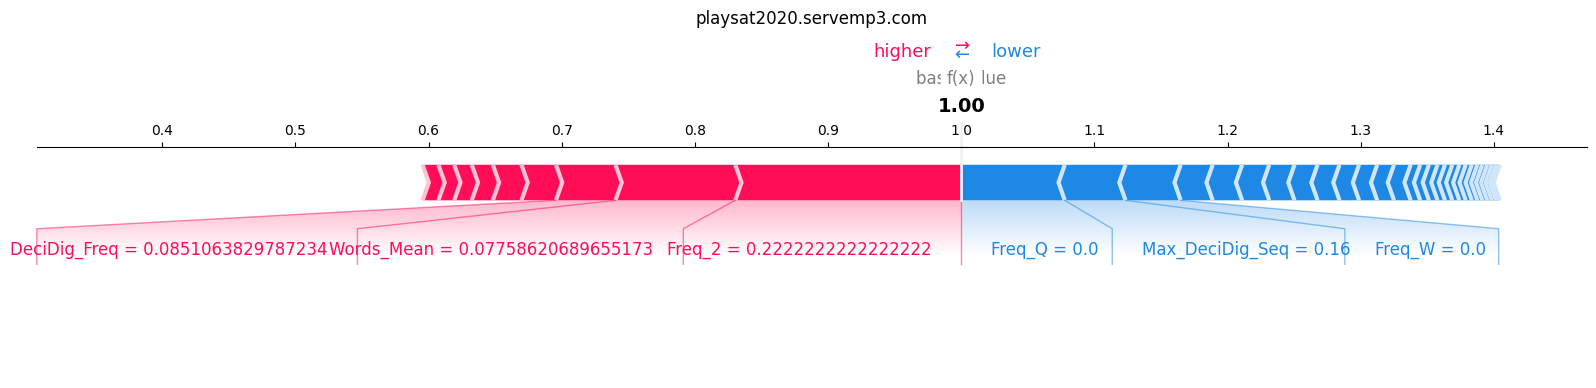 playsat2020.servemp3.com
higher ⇄ lower
f(x)
1.00
0.4 0.5 0.6 0.7 0.8 0.9 1.0 1.1 1.2 1.3 1.4
DeciDig_Freq = 0.0851063829787234 Words_Mean = 0.07758620689655173 Freq_2 = 0.2222222222222222 Freq_Q = 0.0 Max_DeciDig_Seq = 0.16 Freq_W = 0.0